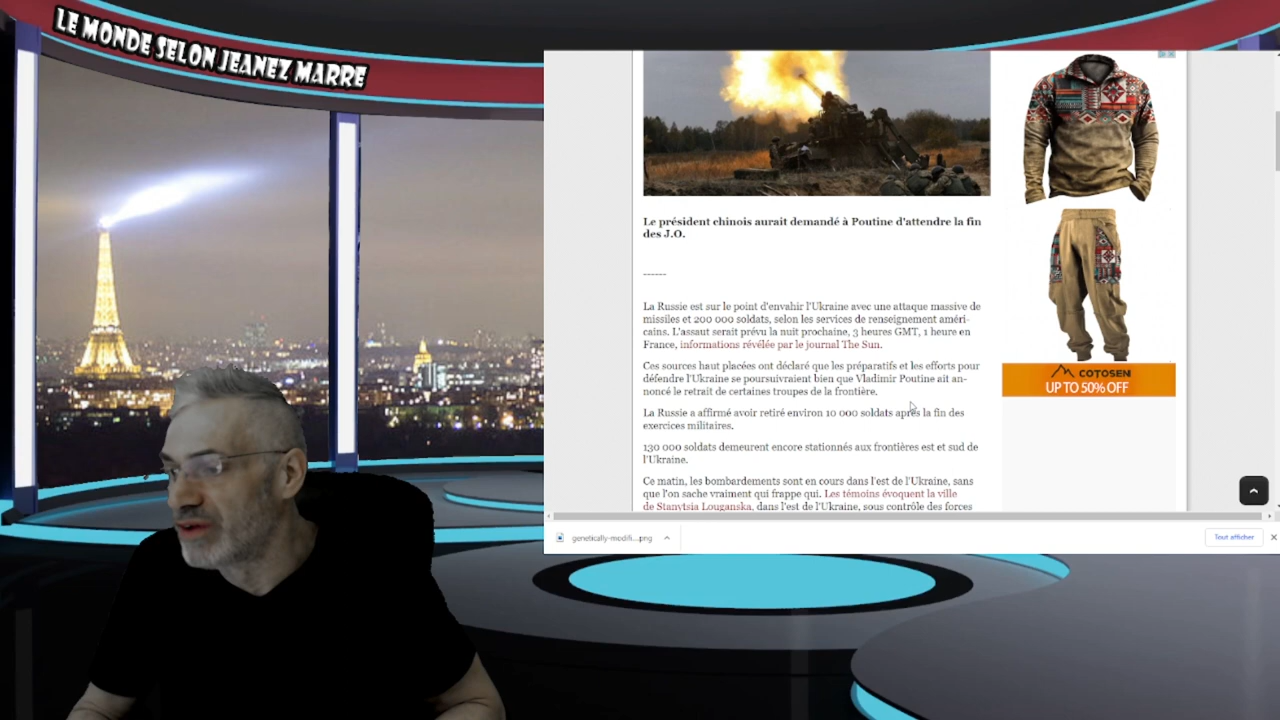 LE MONDE SELON JEANEZ MARRE
Le président chinois aurait demandé à Poutine d'attendre la fin
des J.O.
------
La Russie est sur le point d'envahir l'Ukraine avec une attaque massive de
missiles et 200 000 soldats, selon les services de renseignement améri-
cains. L'assaut serait prévu la nuit prochaine, 3 heures GMT, 1 heure en
France, informations révélée par le journal The Sun.
Ces sources haut placées ont déclaré que les préparatifs et les efforts pour
défendre l'Ukraine se poursuivraient bien que Vladimir Poutine ait an-
noncé le retrait de certaines troupes de la frontière.
La Russie a affirmé avoir retiré environ 10 000 soldats après la fin des
exercices militaires.
130 000 soldats demeurent encore stationnés aux frontières est et sud de
l'Ukraine.
Ce matin, les bombardements sont en cours dans l'est de l'Ukraine, sans
que l'on sache vraiment qui frappe qui. Les témoins évoquent la ville
de Stanytsia Louganska, dans l'est de l'Ukraine, sous contrôle des forces
COTOSEN
UP TO 50% OFF
genetically-modifi....png
Tout afficher